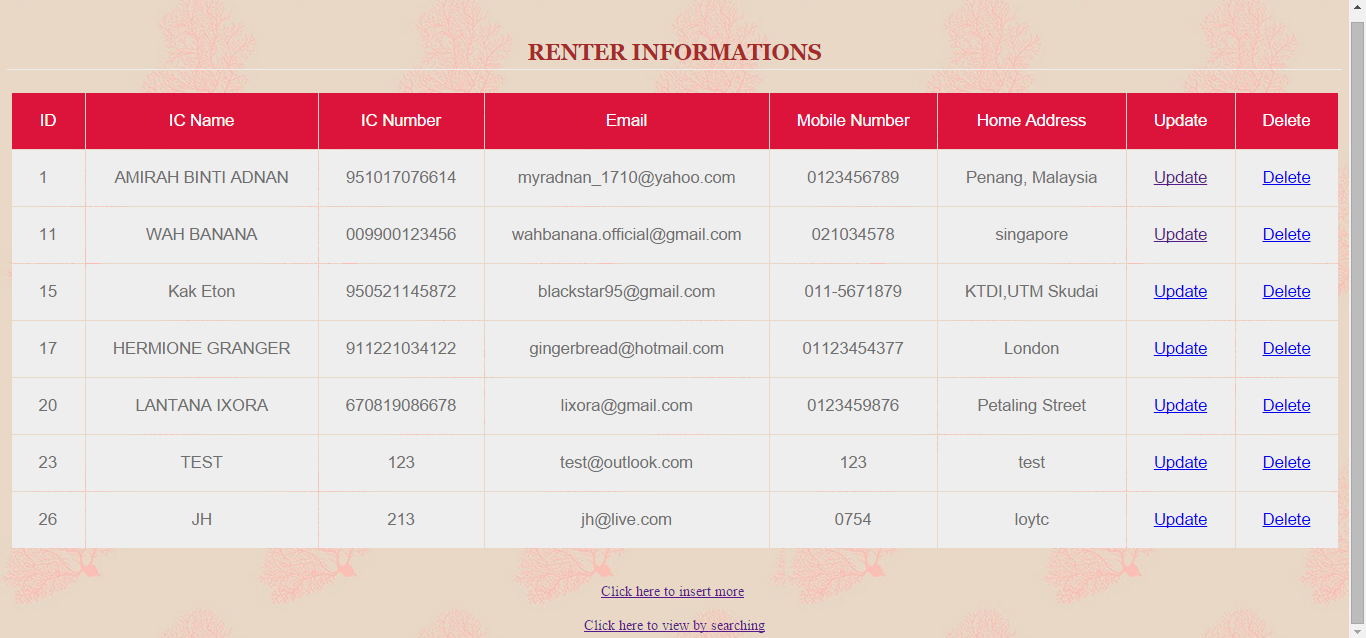 RENTER INFORMATIONS
ID IC Name IC Number Email Mobile Number Home Address Update Delete
1 AMIRAH BINTI ADNAN 951017076614 myradnan_1710@yahoo.com 0123456789 Penang, Malaysia Update Delete
11 WAH BANANA 009900123456 wahbanana.official@gmail.com 021034578 singapore Update Delete
15 Kak Eton 950521145872 blackstar95@gmail.com 011-5671879 KTDI,UTM Skudai Update Delete
17 HERMIONE GRANGER 911221034122 gingerbread@hotmail.com 01123454377 London Update Delete
20 LANTANA IXORA 670819086678 lixora@gmail.com 0123459876 Petaling Street Update Delete
23 TEST 123 test@outlook.com 123 test Update Delete
26 JH 213 jh@live.com 0754 loytc Update Delete
Click here to insert more
Click here to view by searching